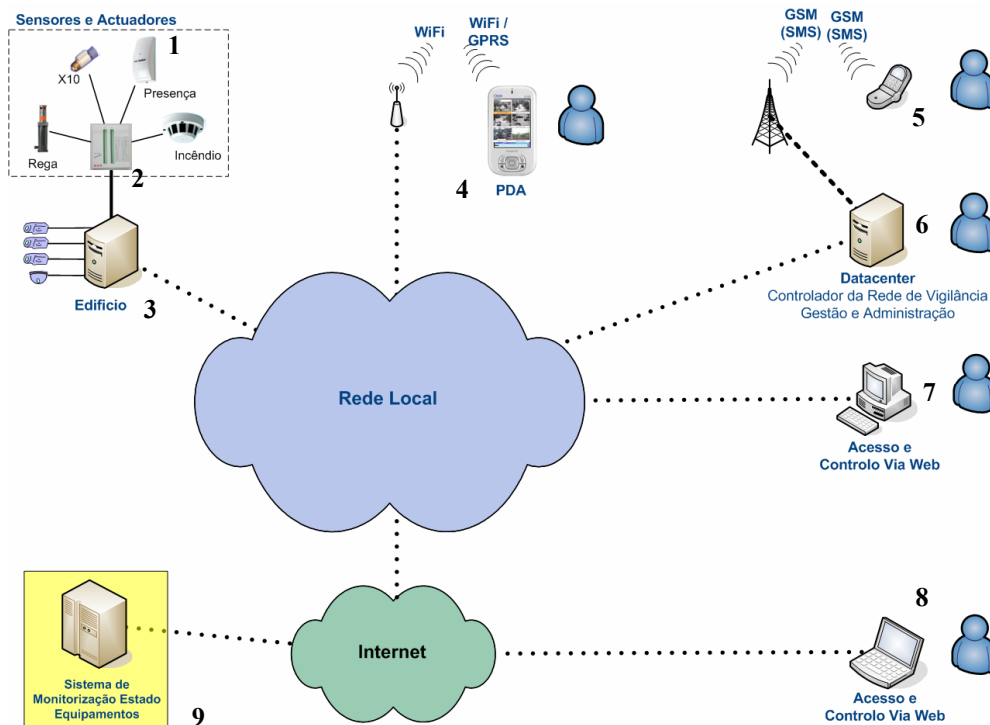 Sensores e Actuadores
1
X10
Presença
Rega
Incêndio
2
Edificio
3
WiFi
WiFi /
GPRS
4
PDA
GSM
(SMS)
GSM
(SMS)
5
6
Datacenter
Controlador da Rede de Vigilância
Gestão e Administração
Rede Local
7
Acesso e
Controlo Via Web
Internet
8
Acesso e
Controlo Via Web
Sistema de
Monitorização Estado
Equipamentos
9